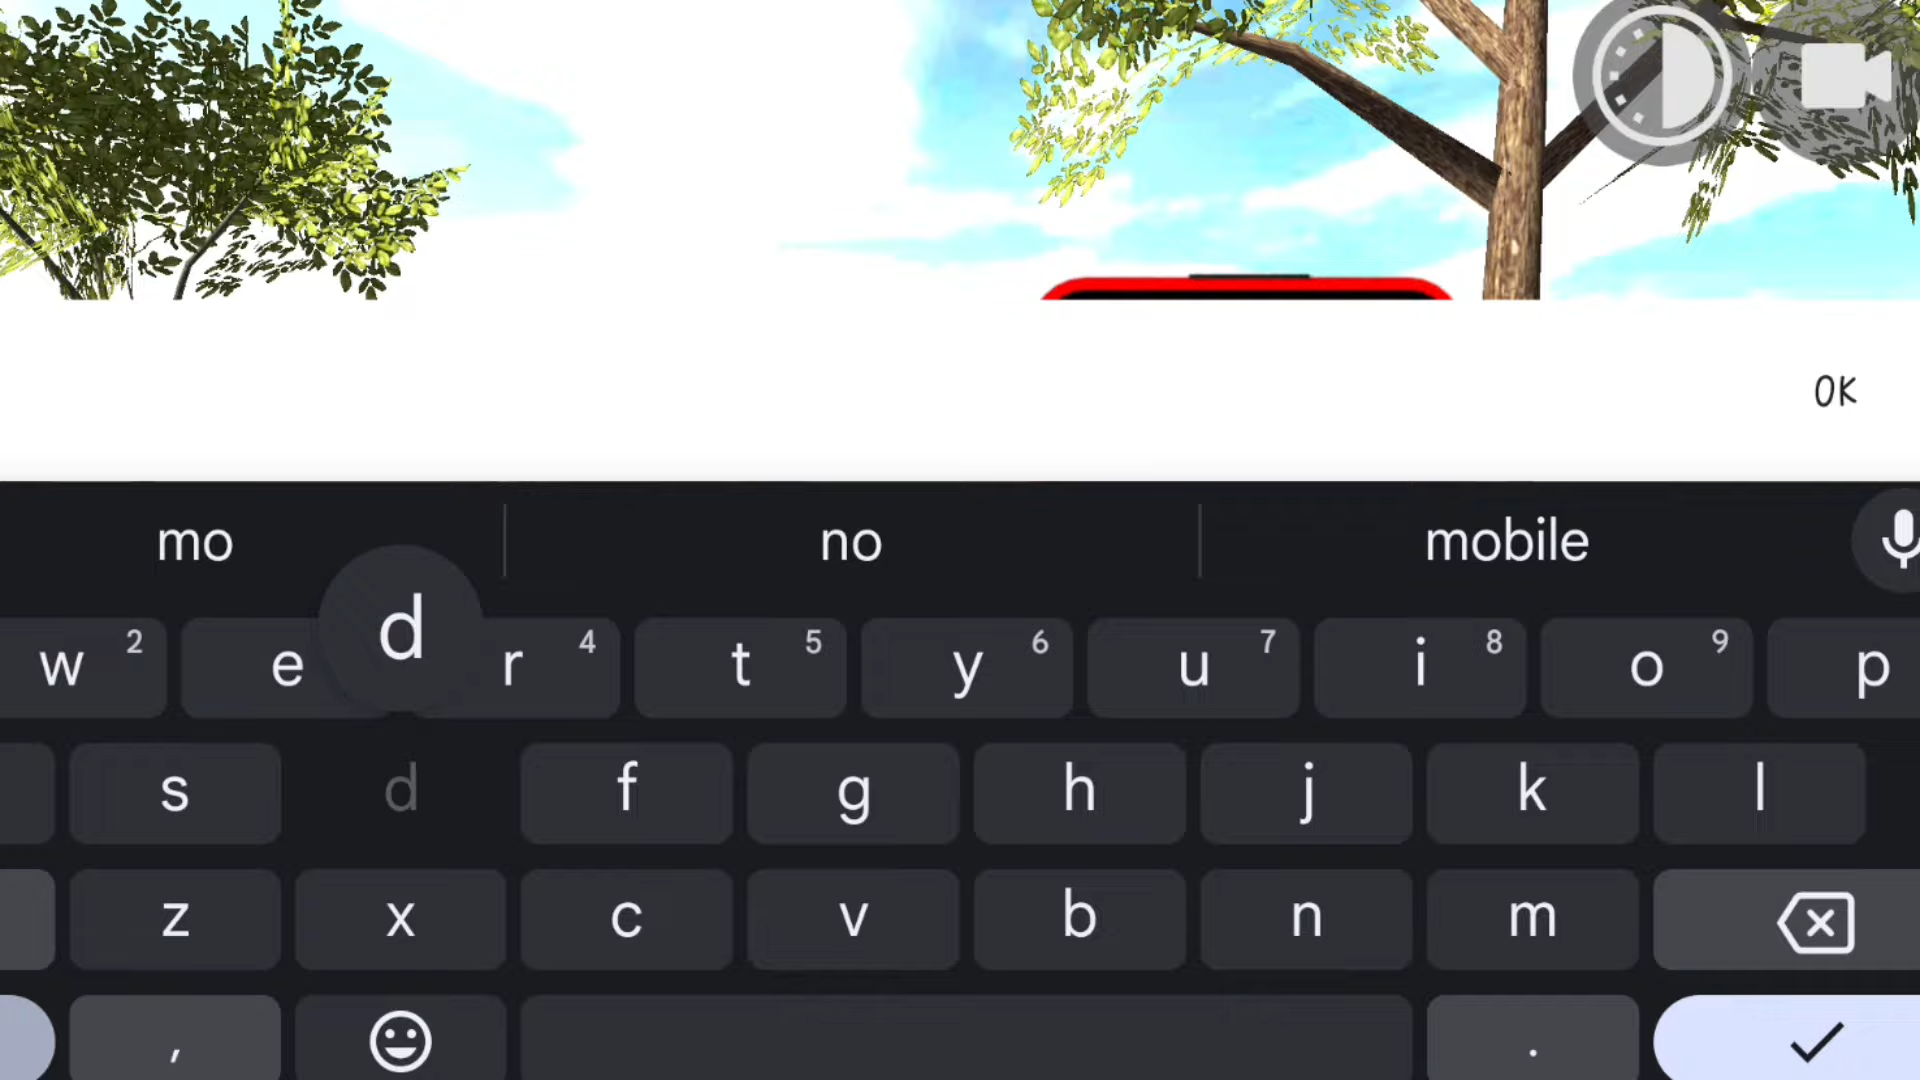 OK
mo no mobile
d
w 2 e r 4 t 5 y 6 u 7 i 8 o 9 p
s d f g h j k l
z x c v b n m
, .